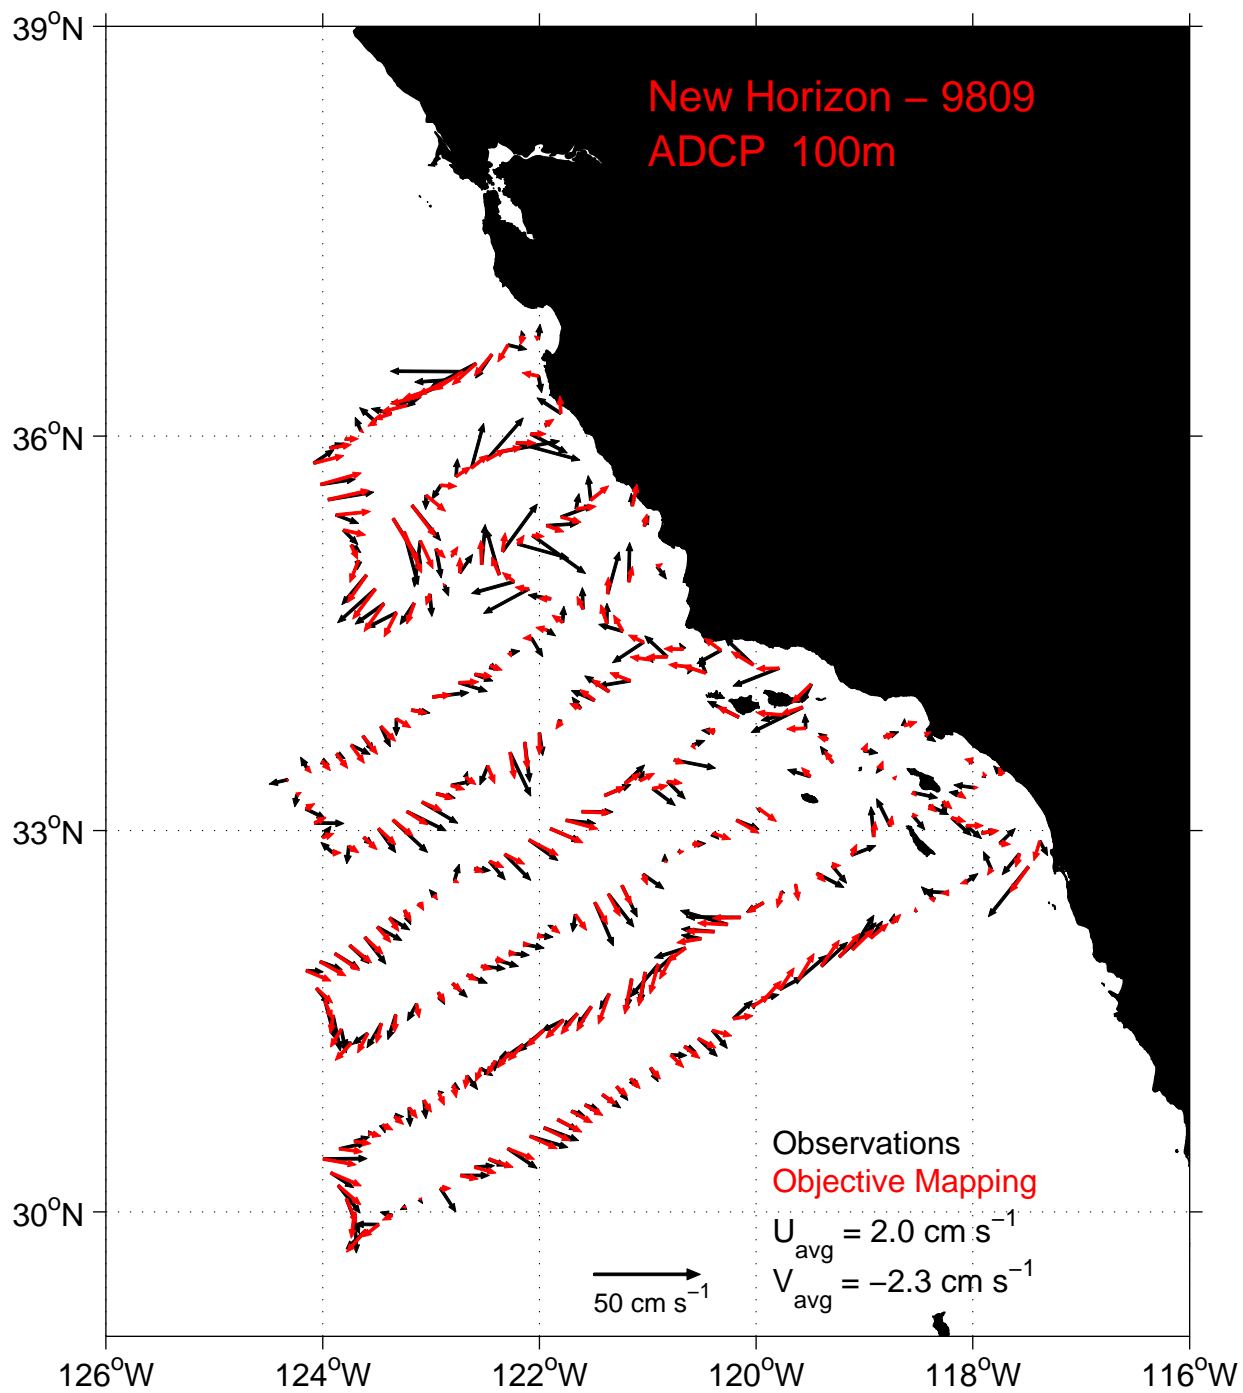 39°N
New Horizon – 9809
ADCP 100m
36°N
33°N
Observations
Objective Mapping
30°N
U_avg = 2.0 cm s⁻¹
V_avg = −2.3 cm s⁻¹
50 cm s⁻¹
126°W 124°W 122°W 120°W 118°W 116°W